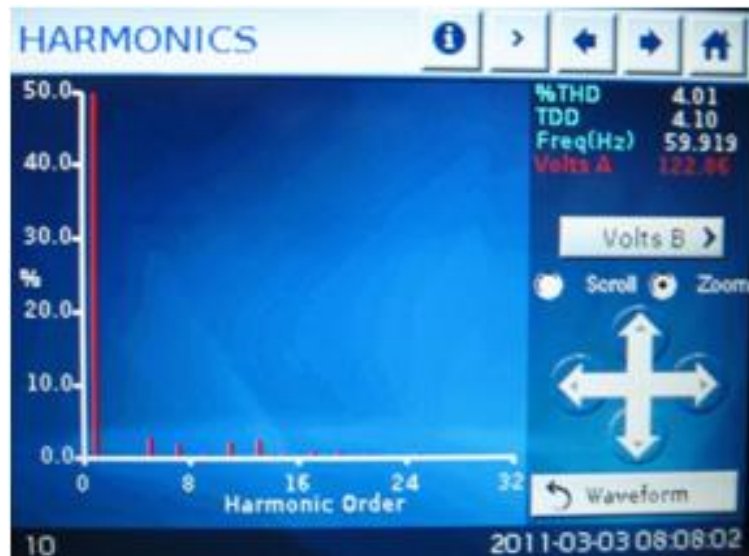 HARMONICS
%THD 4.01
TDD 4.10
Freq(Hz) 59.919
Volts A 122.86
50.0
40.0
30.0
%
20.0
10.0
0.0
0 8 16 24 32
Harmonic Order
Volts B
Scroll Zoom
Waveform
10
2011-03-03 08:08:02